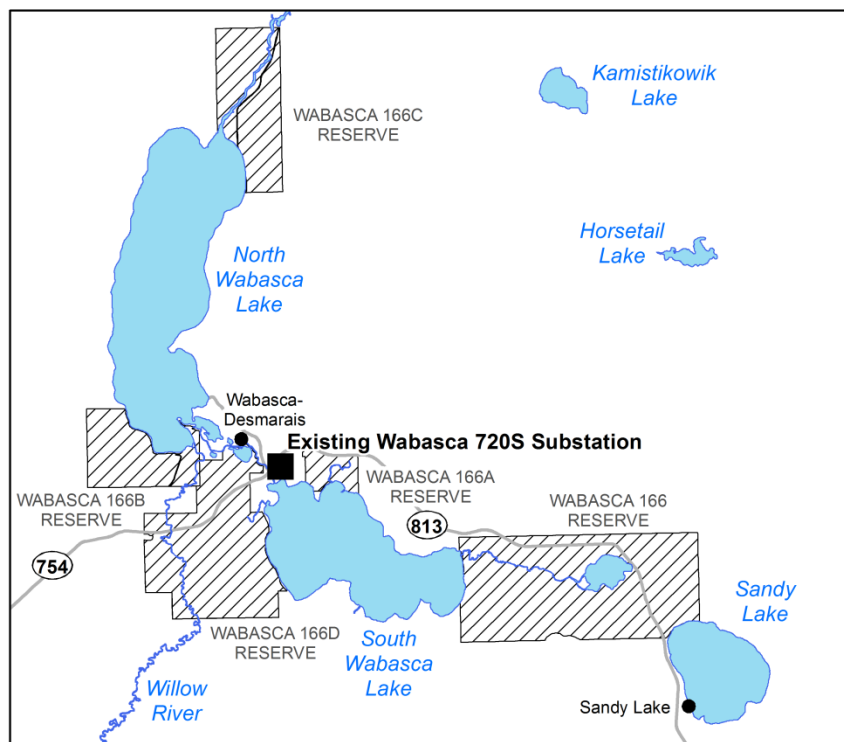 Kamistikowik
Lake
WABASCA 166C
RESERVE
Horsetail
Lake
North
Wabasca
Lake
Wabasca-
Desmarais
Existing Wabasca 720S Substation
WABASCA 166A
RESERVE
WABASCA 166
RESERVE
WABASCA 166B
RESERVE
813
754
Sandy
Lake
WABASCA 166D
RESERVE
South
Wabasca
Lake
Willow
River
Sandy Lake